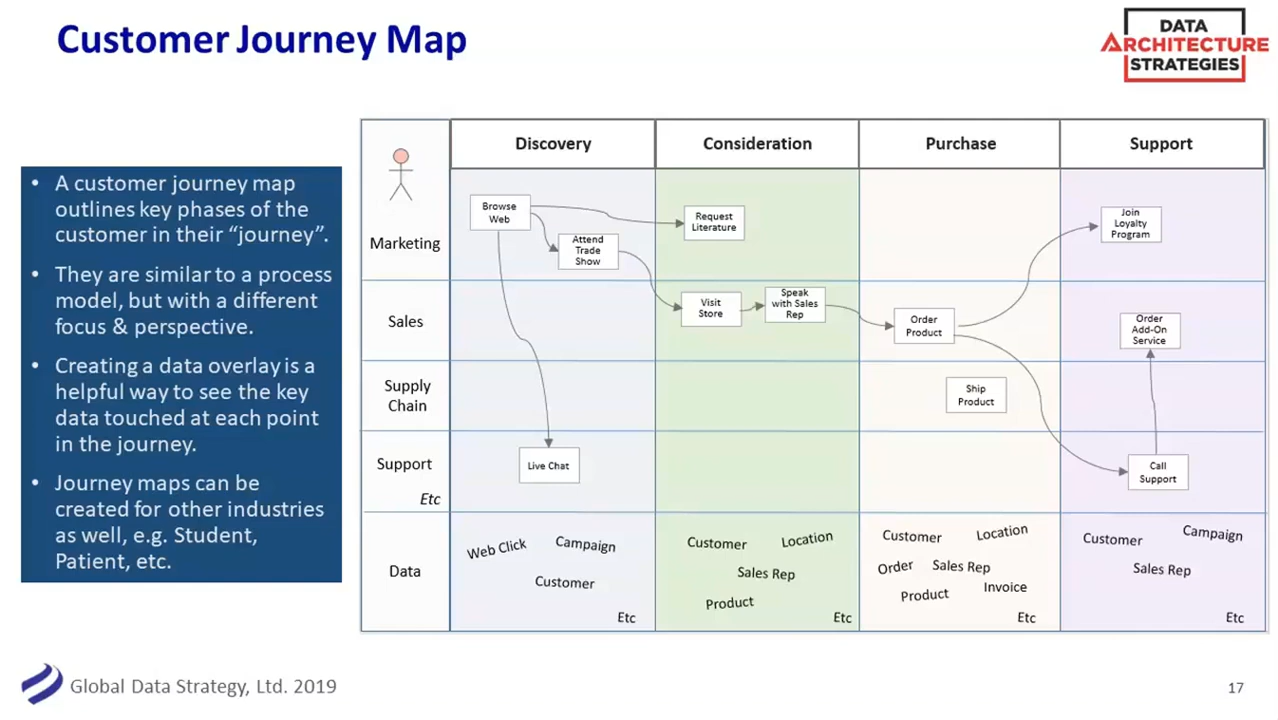 Customer Journey Map
DATA
ARCHITECTURE
STRATEGIES
• A customer journey map
outlines key phases of the
customer in their “journey”.
• They are similar to a process
model, but with a different
focus & perspective.
• Creating a data overlay is a
helpful way to see the key
data touched at each point
in the journey.
• Journey maps can be
created for other industries
as well, e.g. Student,
Patient, etc.
Discovery
Consideration
Purchase
Support
Marketing
Browse
Web
Attend
Trade
Show
Request
Literature
Join
Loyalty
Program
Sales
Visit
Store
Speak
with Sales
Rep
Order
Product
Order
Add-On
Service
Supply
Chain
Ship
Product
Support
Etc
Live Chat
Call
Support
Data
Web Click
Campaign
Customer
Etc
Customer
Location
Sales Rep
Product
Etc
Customer
Location
Order
Sales Rep
Product
Invoice
Etc
Customer
Campaign
Sales Rep
Etc
Global Data Strategy, Ltd. 2019
17